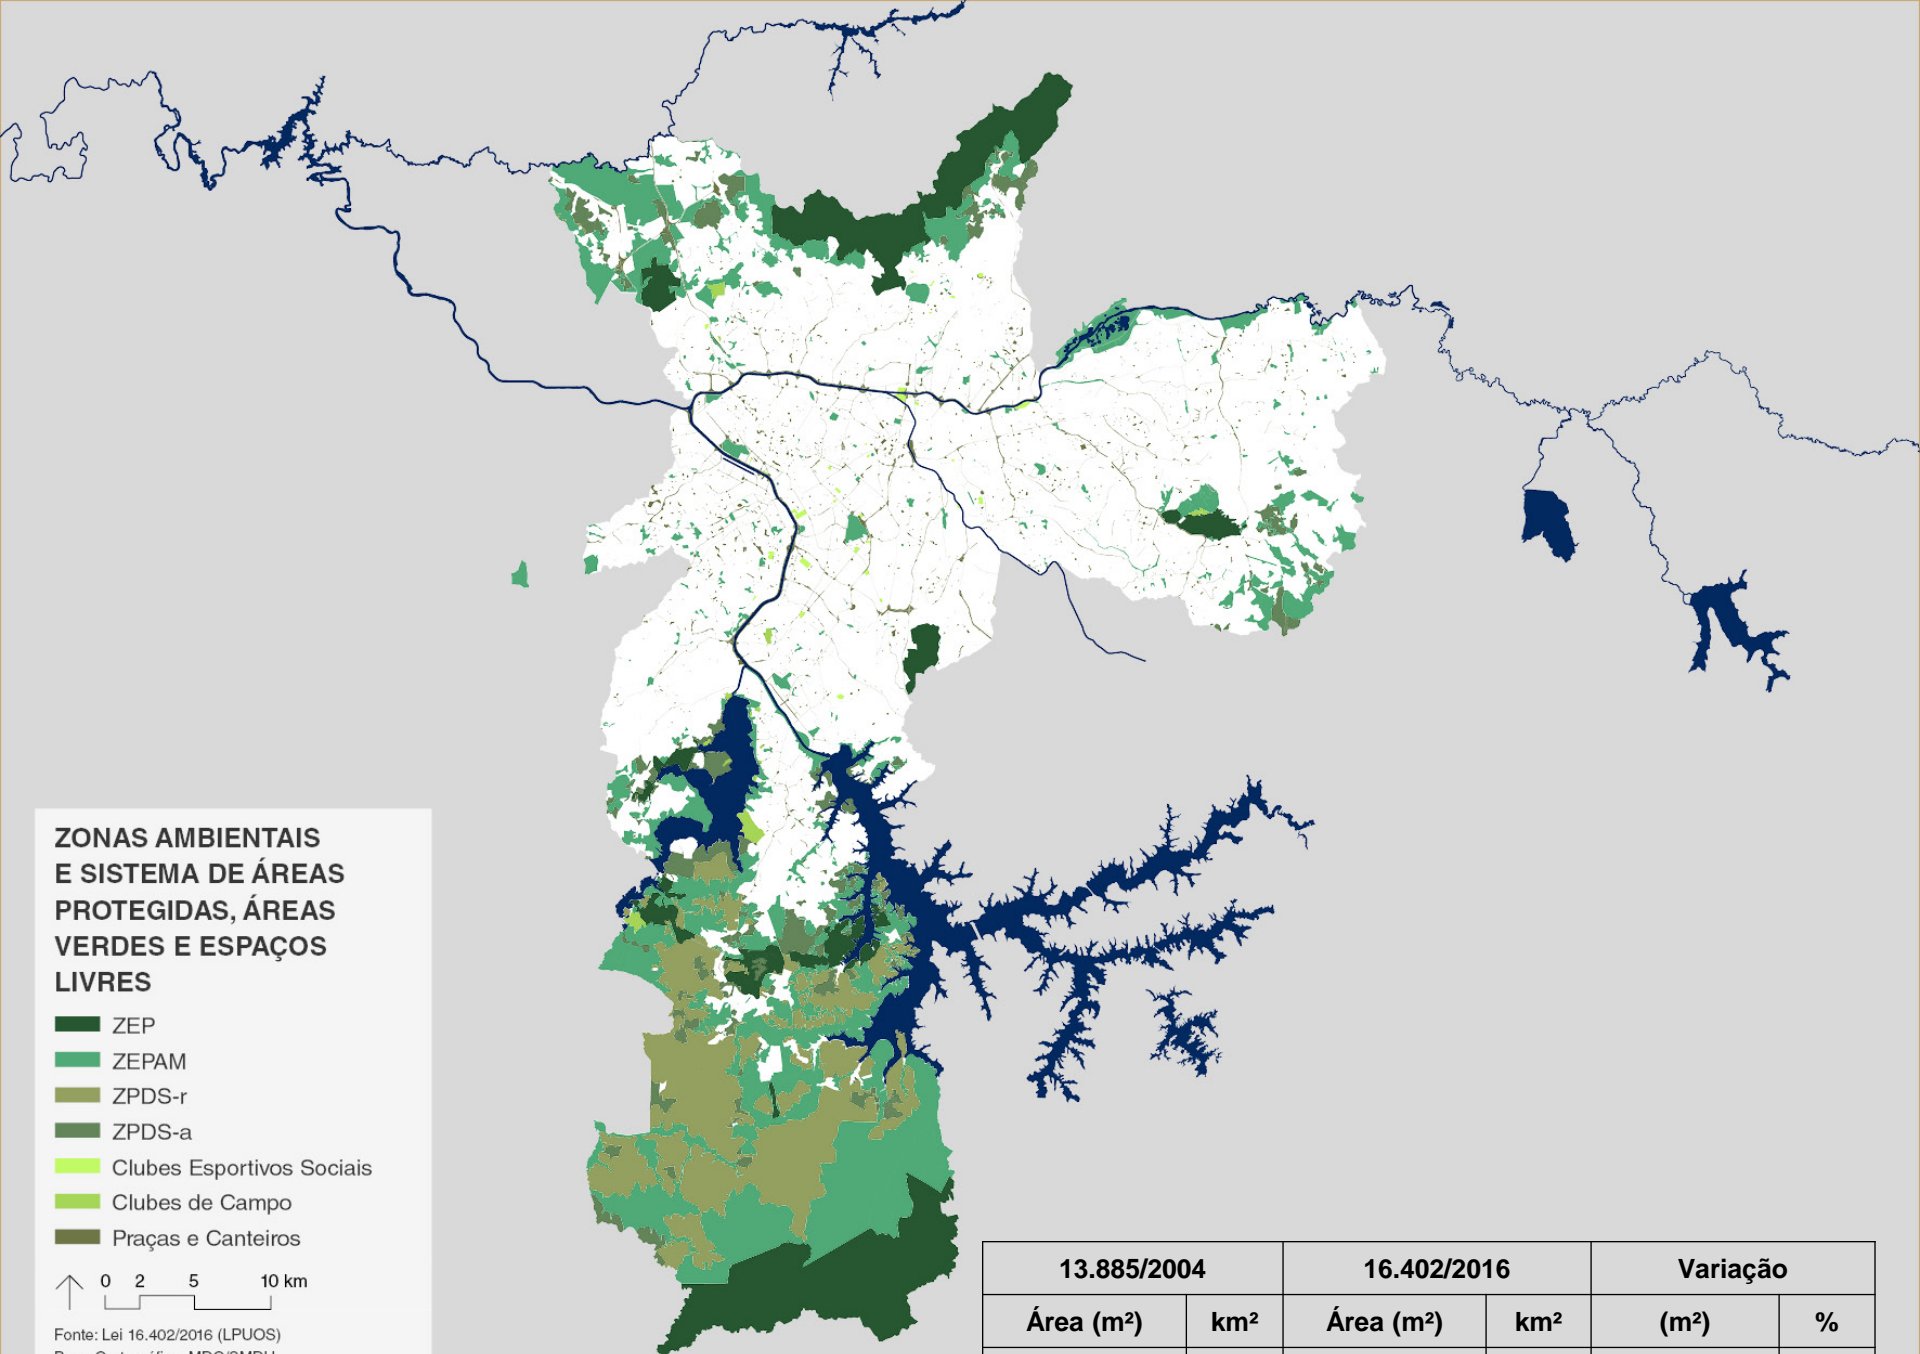 ZONAS AMBIENTAIS
E SISTEMA DE ÁREAS
PROTEGIDAS, ÁREAS
VERDES E ESPAÇOS
LIVRES
ZEP
ZEPAM
ZPDS-r
ZPDS-a
Clubes Esportivos Sociais
Clubes de Campo
Praças e Canteiros
0 2 5 10 km
Fonte: Lei 16.402/2016 (LPUOS)
13.885/2004 16.402/2016 Variação
Área (m²) km² Área (m²) km² (m²) %